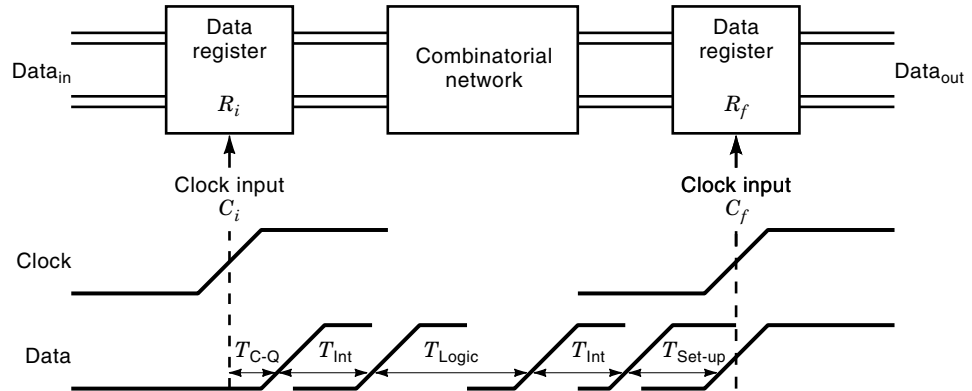 Data register
Combinatorial network
Data register
Data_in
Data_out
R_i
R_f
Clock input
C_i
Clock input
C_f
Clock
Data
T_C-Q
T_Int
T_Logic
T_Int
T_Set-up